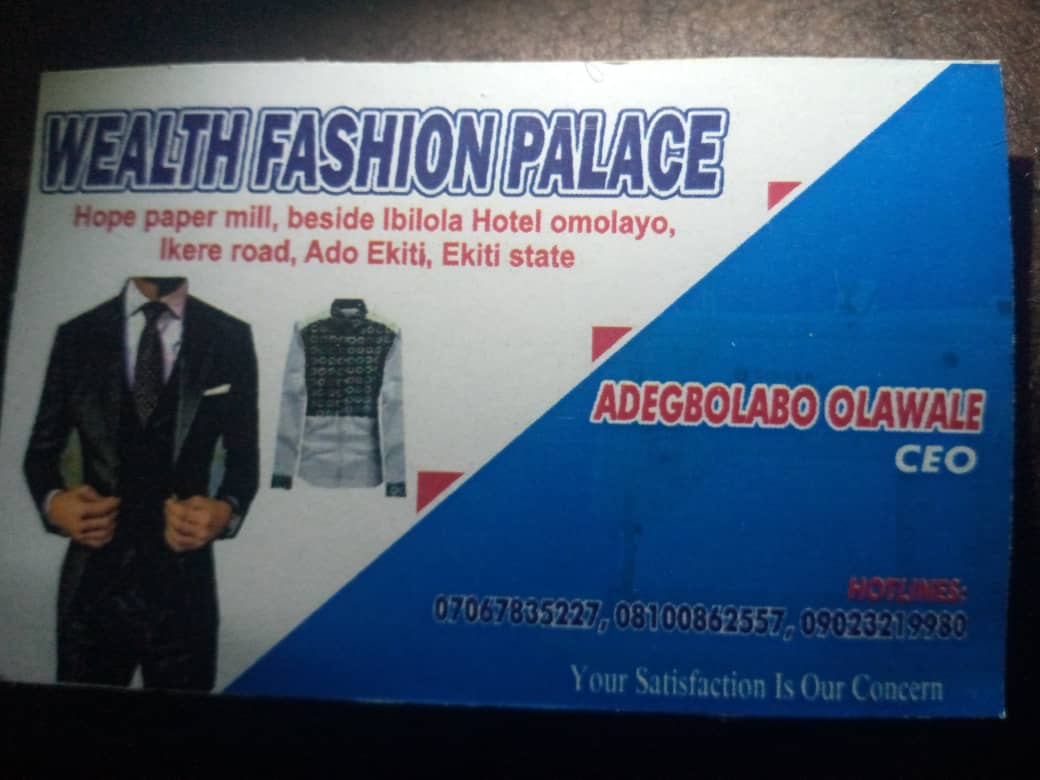 WEALTH FASHION PALACE
Hope paper mill, beside Ibilola Hotel omolayo,
Ikere road, Ado Ekiti, Ekiti state
ADEGBOLABO OLAWALE
CEO
HOTLINES:
07067835227, 08100862557, 09023219980
Your Satisfaction Is Our Concern